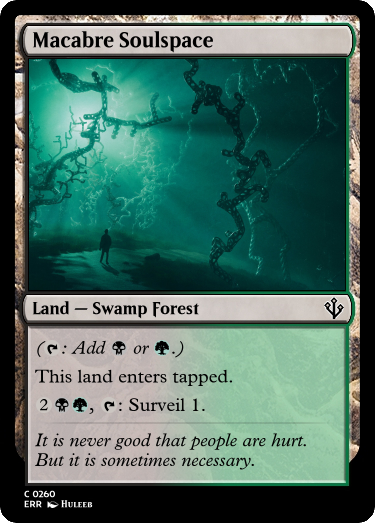 Macabre Soulspace
Land — Swamp Forest
(: Add or .)
This land enters tapped.
2 , : Surveil 1.
It is never good that people are hurt.
But it is sometimes necessary.
C 0260
ERR Huleeb